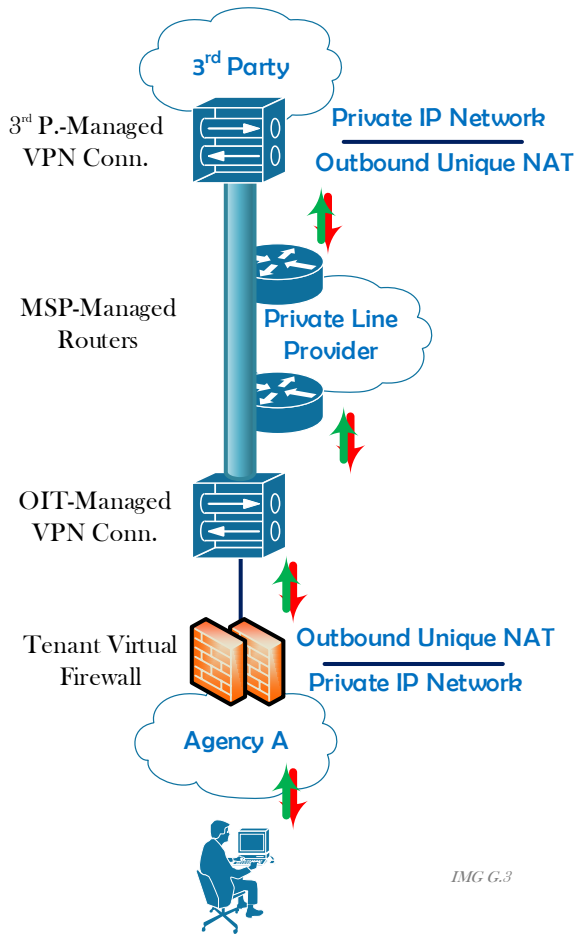 3rd Party
3rd P.-Managed
VPN Conn.
Private IP Network
Outbound Unique NAT
MSP-Managed
Routers
Private Line
Provider
OIT-Managed
VPN Conn.
Tenant Virtual
Firewall
Outbound Unique NAT
Private IP Network
Agency A
IMG G.3